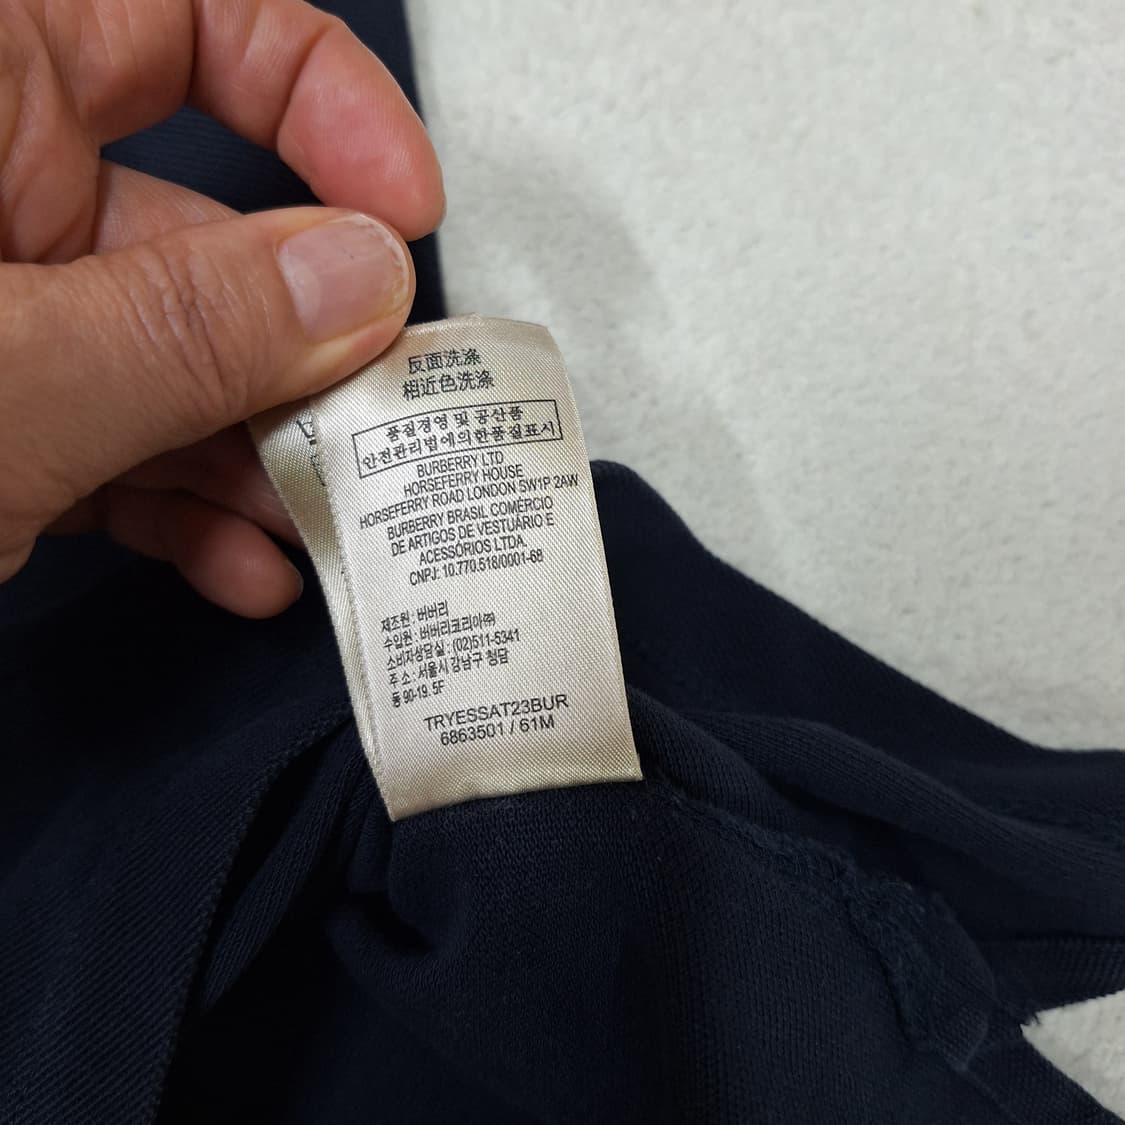 反面洗涤
相近色洗涤
품질경영 및 공산품
안전관리법에의한품질표시
BURBERRY LTD
HORSEFERRY HOUSE
HORSEFERRY ROAD LONDON SW1P 2AW
BURBERRY BRASIL COMÉRCIO
DE ARTIGOS DE VESTUÁRIO E
ACESSÓRIOS LTDA.
CNPJ: 10.770.518/0001-68
제조원 : 버버리
수입원 : 버버리코리아㈜
소비자상담실 : (02)511-5341
주 소 : 서울시 강남구 청담
동 90-19. 5F
TRYESSAT23BUR
6863501 / 61M